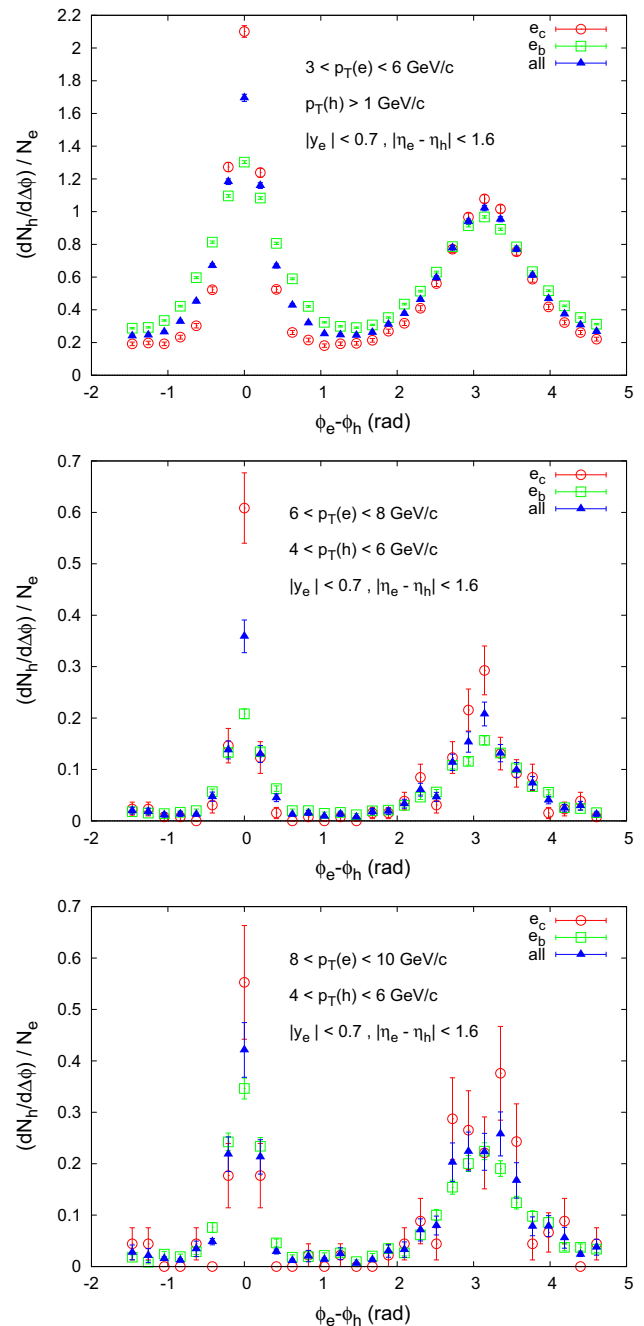 e_c
e_b
all
3 < p_T(e) < 6 GeV/c
p_T(h) > 1 GeV/c
|y_e | < 0.7 , |η_e - η_h| < 1.6
(dN_h/dΔϕ) / N_e
2.2
2
1.8
1.6
1.4
1.2
1
0.8
0.6
0.4
0.2
0
-2 -1 0 1 2 3 4 5
ϕ_e-ϕ_h (rad)
e_c
e_b
all
6 < p_T(e) < 8 GeV/c
4 < p_T(h) < 6 GeV/c
|y_e | < 0.7 , |η_e - η_h| < 1.6
(dN_h/dΔϕ) / N_e
0.7
0.6
0.5
0.4
0.3
0.2
0.1
0
-2 -1 0 1 2 3 4 5
ϕ_e-ϕ_h (rad)
e_c
e_b
all
8 < p_T(e) < 10 GeV/c
4 < p_T(h) < 6 GeV/c
|y_e | < 0.7 , |η_e - η_h| < 1.6
(dN_h/dΔϕ) / N_e
0.7
0.6
0.5
0.4
0.3
0.2
0.1
0
-2 -1 0 1 2 3 4 5
ϕ_e-ϕ_h (rad)